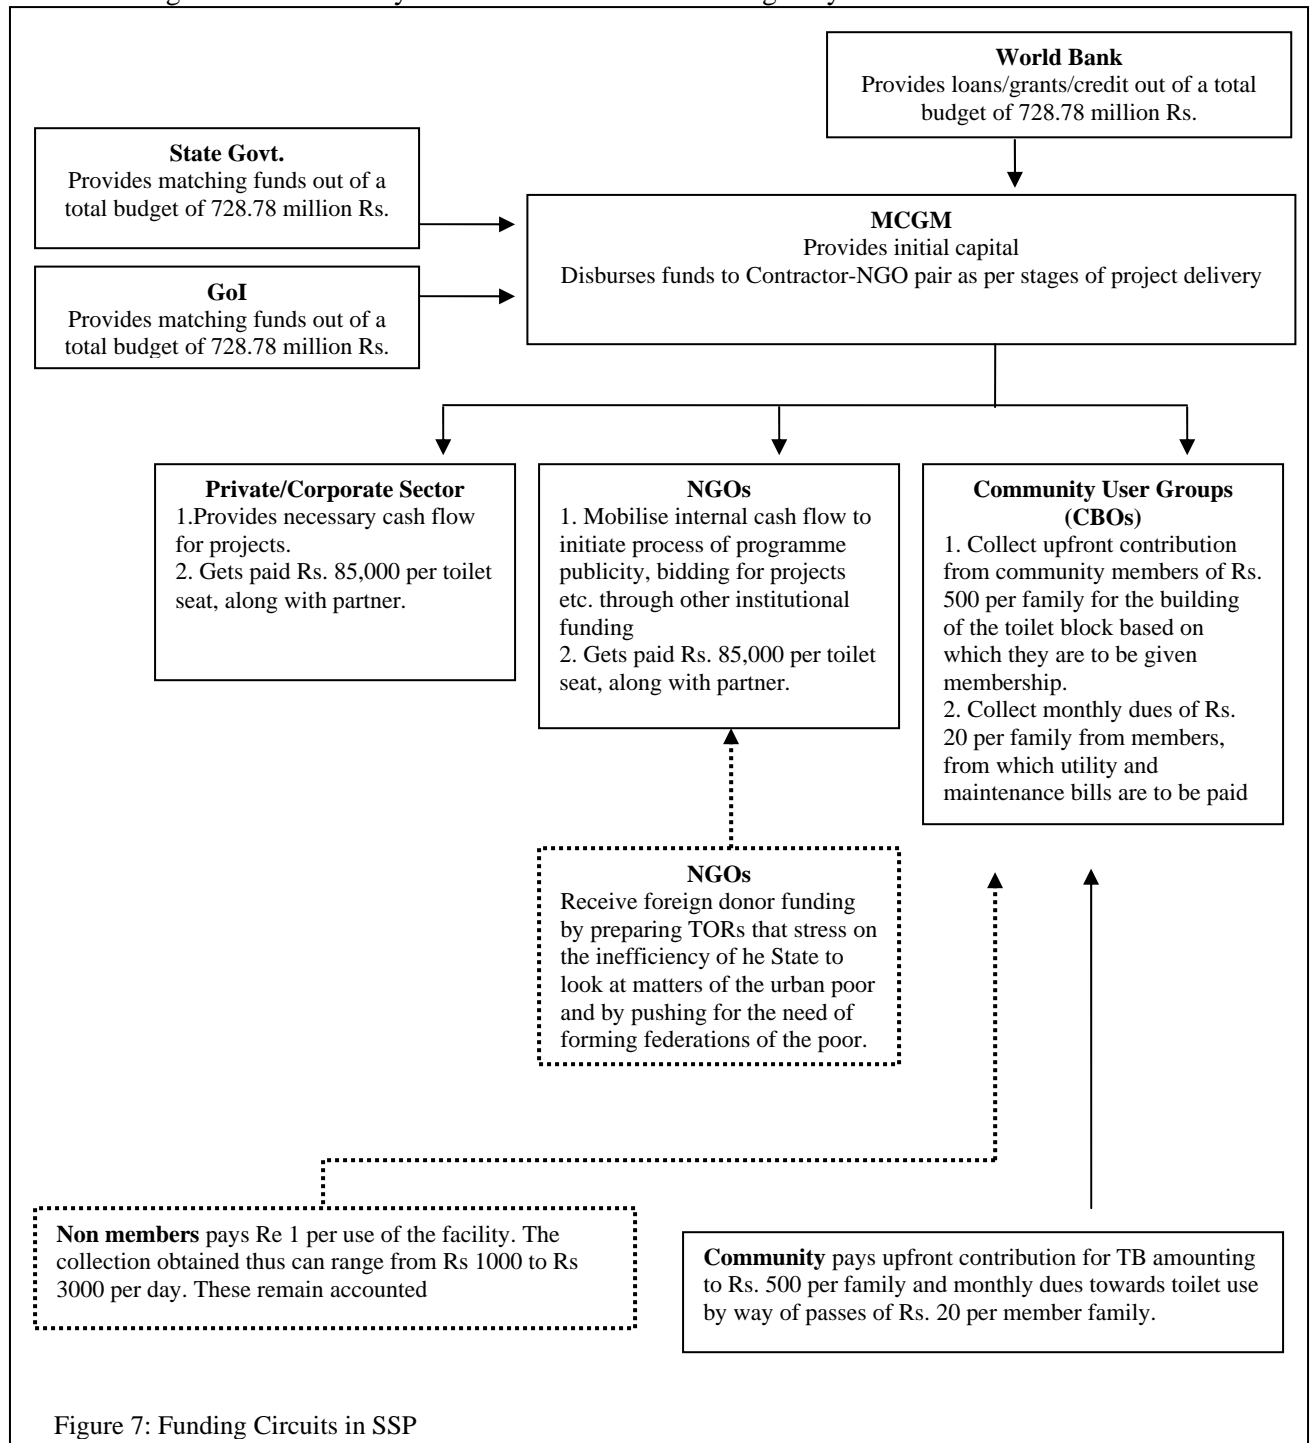 World Bank
Provides loans/grants/credit out of a total
budget of 728.78 million Rs.
State Govt.
Provides matching funds out of a
total budget of 728.78 million Rs.
MCGM
Provides initial capital
Disburses funds to Contractor-NGO pair as per stages of project delivery
GoI
Provides matching funds out of a
total budget of 728.78 million Rs.
Private/Corporate Sector
1.Provides necessary cash flow
for projects.
2. Gets paid Rs. 85,000 per toilet
seat, along with partner.
NGOs
1. Mobilise internal cash flow to
initiate process of programme
publicity, bidding for projects
etc. through other institutional
funding
2. Gets paid Rs. 85,000 per toilet
seat, along with partner.
Community User Groups
(CBOs)
1. Collect upfront contribution
from community members of Rs.
500 per family for the building
of the toilet block based on
which they are to be given
membership.
2. Collect monthly dues of Rs.
20 per family from members,
from which utility and
maintenance bills are to be paid
NGOs
Receive foreign donor funding
by preparing TORs that stress on
the inefficiency of he State to
look at matters of the urban poor
and by pushing for the need of
forming federations of the poor.
Non members pays Re 1 per use of the facility. The
collection obtained thus can range from Rs 1000 to Rs
3000 per day. These remain accounted
Community pays upfront contribution for TB amounting
to Rs. 500 per family and monthly dues towards toilet use
by way of passes of Rs. 20 per member family.
Figure 7: Funding Circuits in SSP